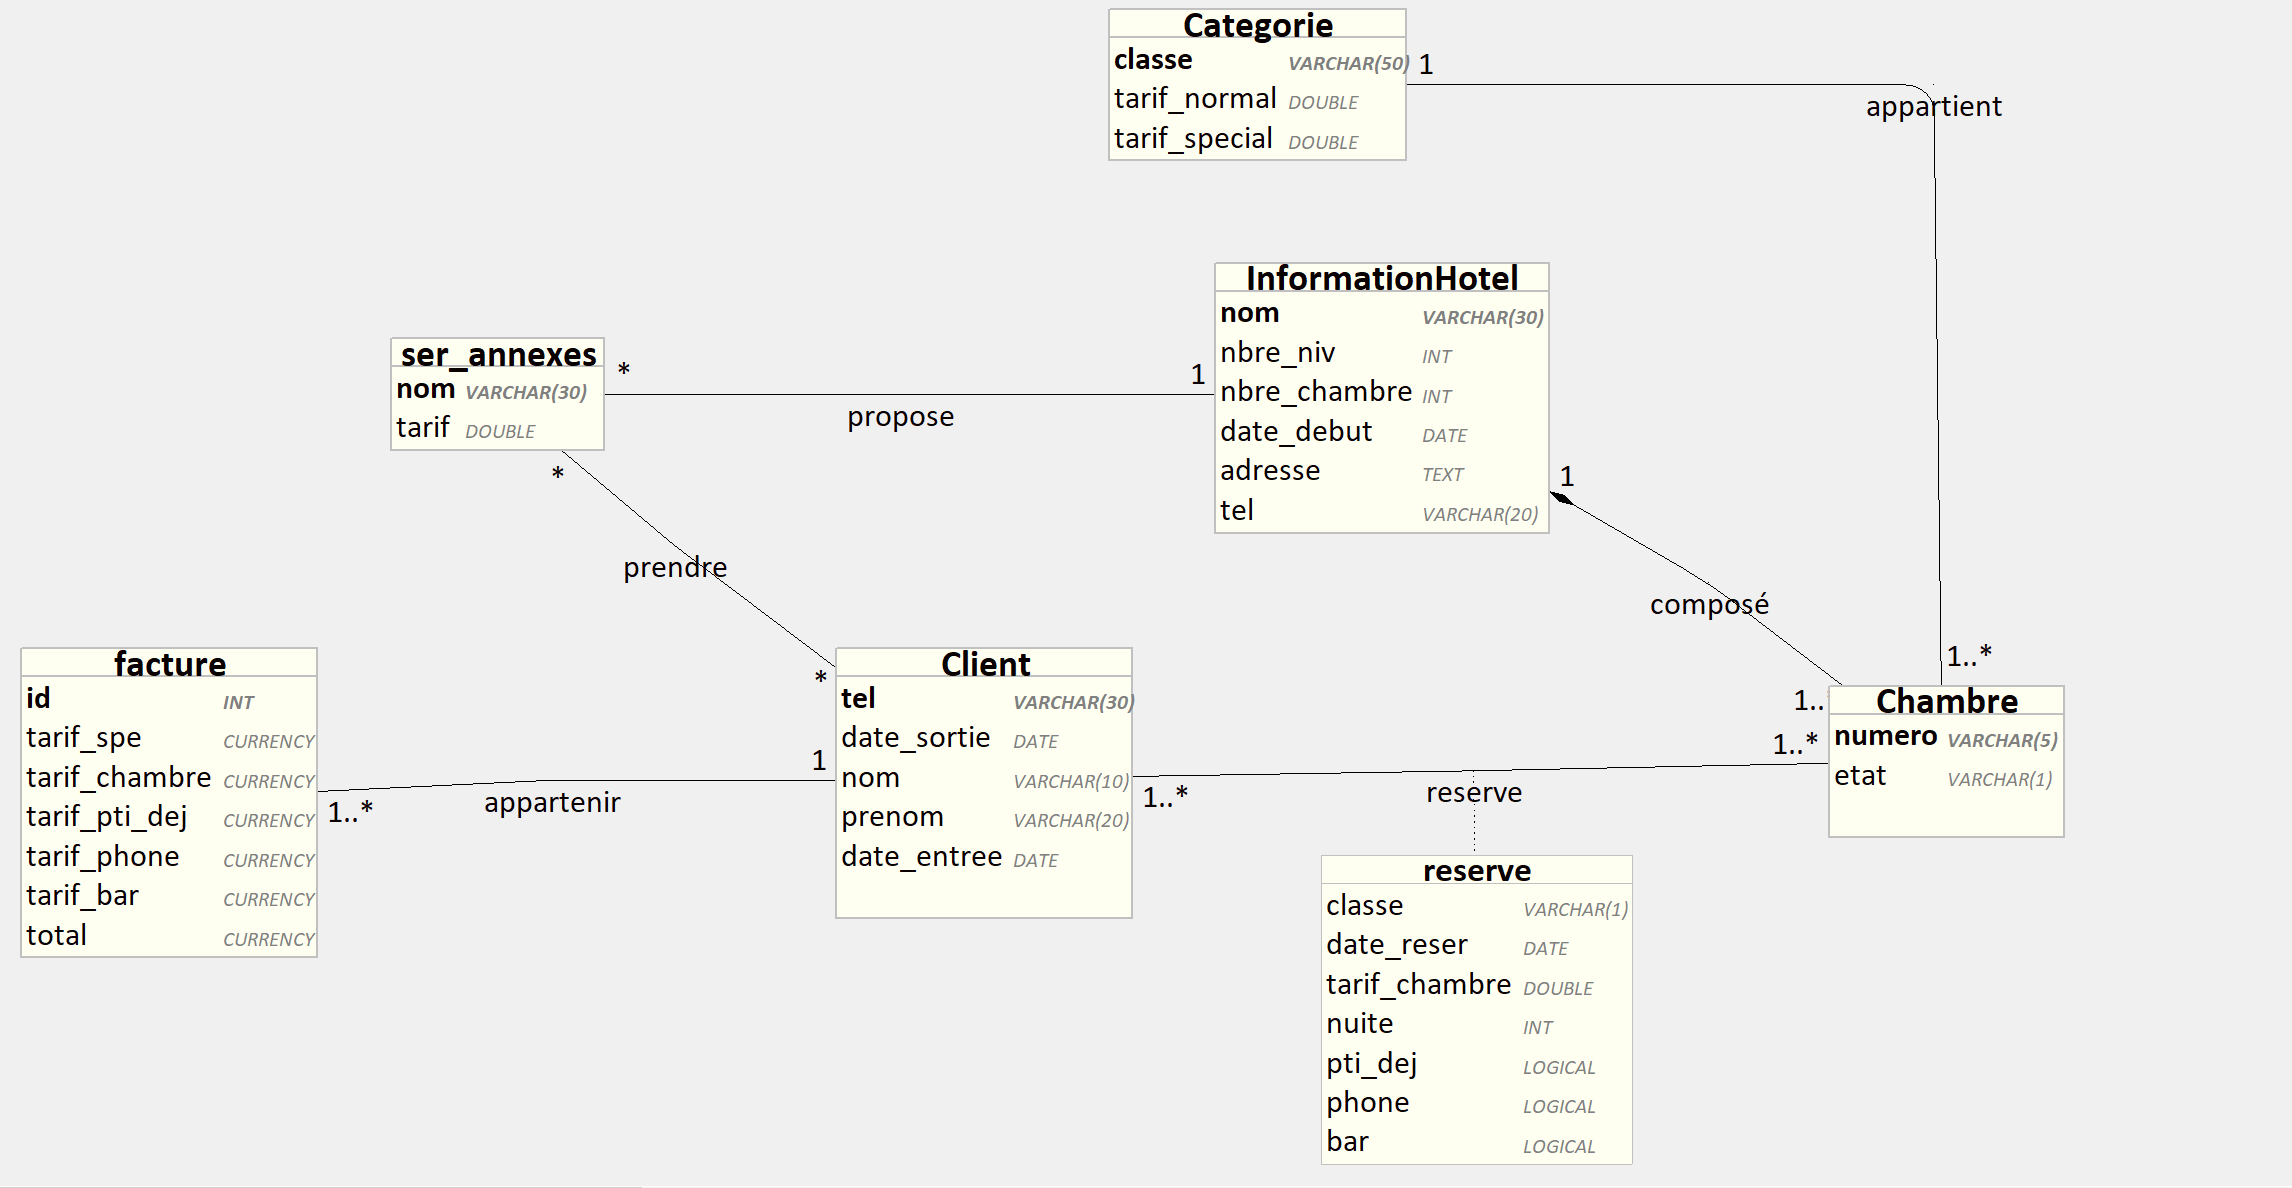 Categorie
classe VARCHAR(50)
tarif_normal DOUBLE
tarif_special DOUBLE
1
appartient
InformationHotel
nom VARCHAR(30)
nbre_niv INT
nbre_chambre INT
date_debut DATE
adresse TEXT
tel VARCHAR(20)
ser_annexes
nom VARCHAR(30)
tarif DOUBLE
*
1
propose
*
prendre
*
1
composé
1..
1..*
facture
id INT
tarif_spe CURRENCY
tarif_chambre CURRENCY
tarif_pti_dej CURRENCY
tarif_phone CURRENCY
tarif_bar CURRENCY
total CURRENCY
1..*
appartenir
1
Client
tel VARCHAR(30)
date_sortie DATE
nom VARCHAR(10)
prenom VARCHAR(20)
date_entree DATE
1..*
reserve
1..*
Chambre
numero VARCHAR(5)
etat VARCHAR(1)
reserve
classe VARCHAR(1)
date_reser DATE
tarif_chambre DOUBLE
nuite INT
pti_dej LOGICAL
phone LOGICAL
bar LOGICAL